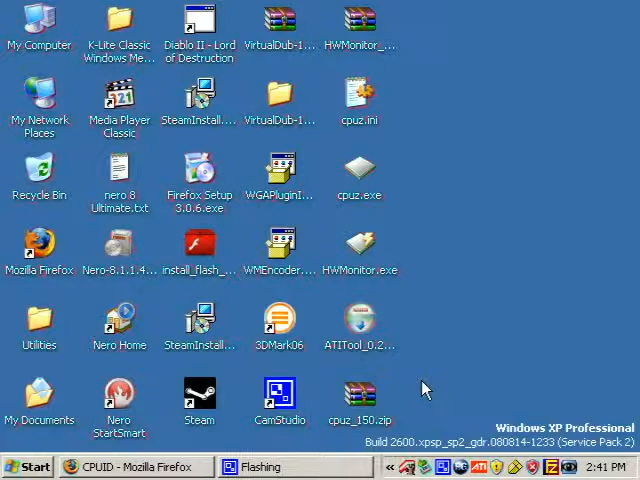 My Computer
K-Lite Classic
Windows Me...
Diablo II - Lord
of Destruction
VirtualDub-1...
HWMonitor_...
My Network
Places
Media Player
Classic
SteamInstall....
VirtualDub-1...
cpuz.ini
Recycle Bin
nero 8
Ultimate.txt
Firefox Setup
3.0.6.exe
WGAPluginI...
cpuz.exe
Mozilla Firefox
Nero-8.1.1.4...
install_flash_...
WMEncoder....
HWMonitor.exe
Utilities
Nero Home
SteamInstall...
3DMark06
ATITool_0.2...
My Documents
Nero
StartSmart
Steam
CamStudio
cpuz_150.zip
Windows XP Professional
Build 2600.xpsp_sp2_gdr.080814-1233 (Service Pack 2)
Start
CPUID - Mozilla Firefox
Flashing
ATI
2:41 PM